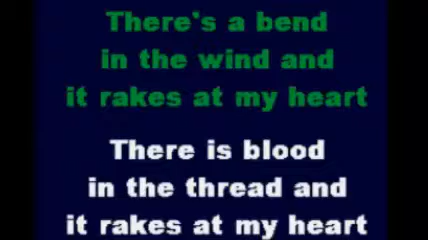 There's a bend
in the wind and
it rakes at my heart
There is blood
in the thread and
it rakes at my heart